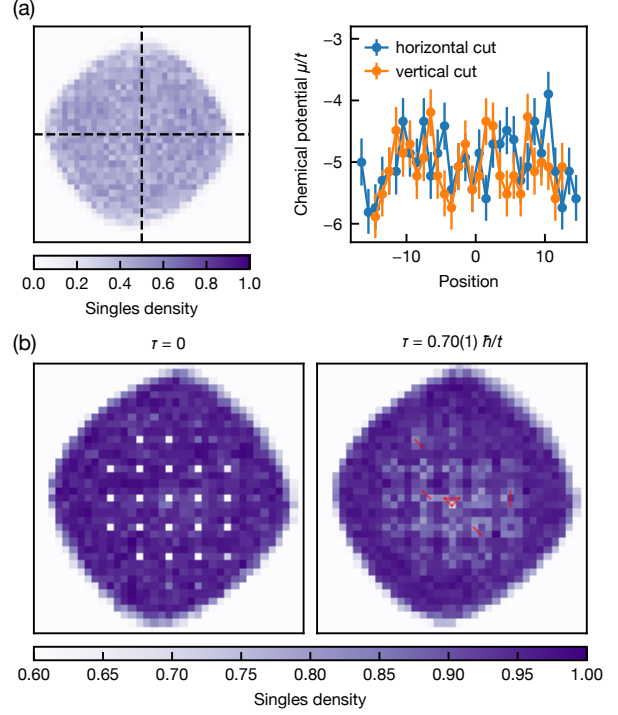 (a)
0.0 0.2 0.4 0.6 0.8 1.0
Singles density
Chemical potential μ/t
−3
−4
−5
−6
horizontal cut
vertical cut
−10 0 10
Position
(b)
τ = 0
τ = 0.70(1) ℏ/t
0.60 0.65 0.70 0.75 0.80 0.85 0.90 0.95 1.00
Singles density